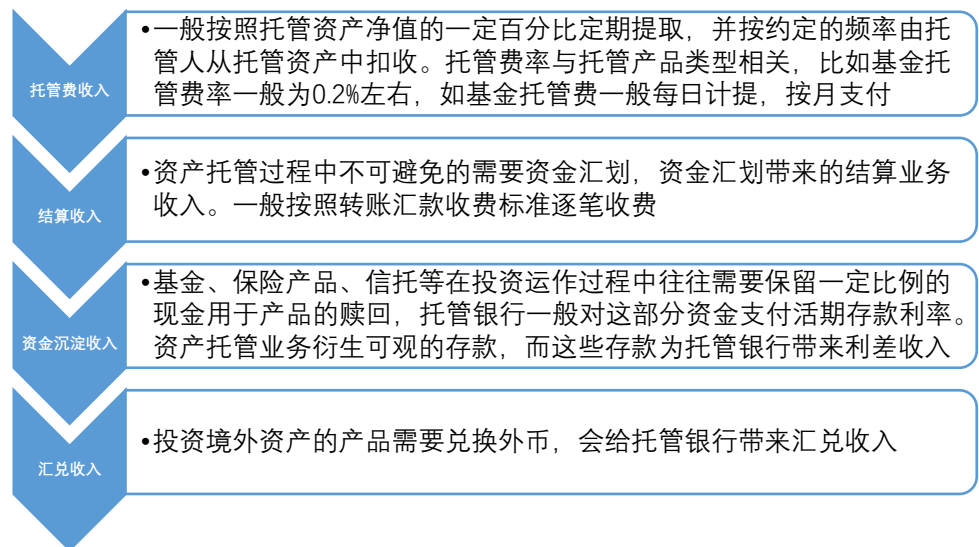 托管费收入
•一般按照托管资产净值的一定百分比定期提取，并按约定的频率由托
管人从托管资产中扣收。托管费率与托管产品类型相关，比如基金托
管费率一般为0.2%左右，如基金托管费一般每日计提，按月支付
结算收入
•资产托管过程中不可避免的需要资金汇划，资金汇划带来的结算业务
收入。一般按照转账汇款收费标准逐笔收费
资金沉淀收入
•基金、保险产品、信托等在投资运作过程中往往需要保留一定比例的
现金用于产品的赎回，托管银行一般对这部分资金支付活期存款利率。
资产托管业务衍生可观的存款，而这些存款为托管银行带来利差收入
汇兑收入
•投资境外资产的产品需要兑换外币，会给托管银行带来汇兑收入